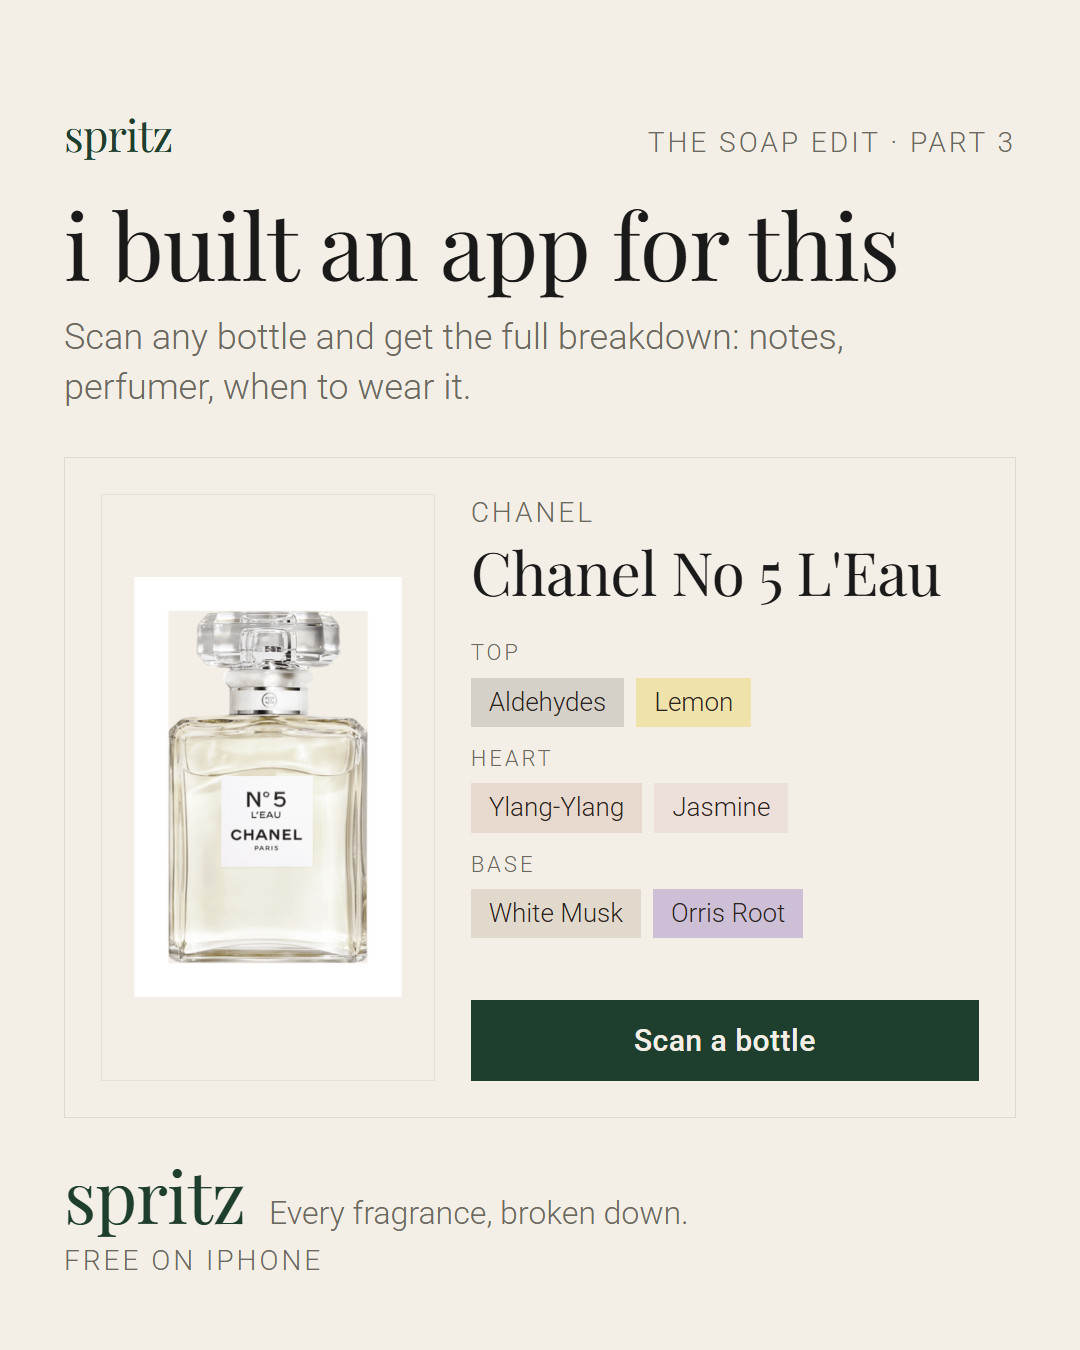 spritz
THE SOAP EDIT · PART 3
i built an app for this
Scan any bottle and get the full breakdown: notes,
perfumer, when to wear it.
N°5
L'EAU
CHANEL
PARIS
CHANEL
Chanel No 5 L'Eau
TOP
Aldehydes Lemon
HEART
Ylang-Ylang Jasmine
BASE
White Musk Orris Root
Scan a bottle
spritz Every fragrance, broken down.
FREE ON IPHONE